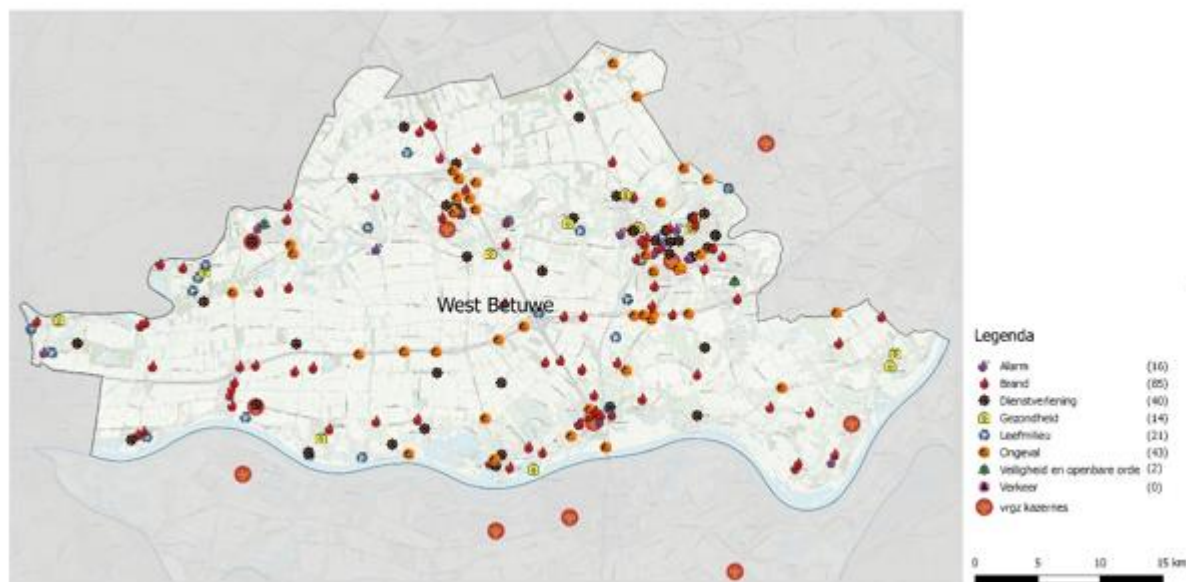 West Betuwe
Legenda
Alarm (16)
Brand (85)
Dienstverlening (40)
Gezondheid (14)
Leefmilieu (21)
Ongeval (43)
Veiligheid en openbare orde (2)
Verkeer (0)
vrgz kazernes
0 5 10 15 km